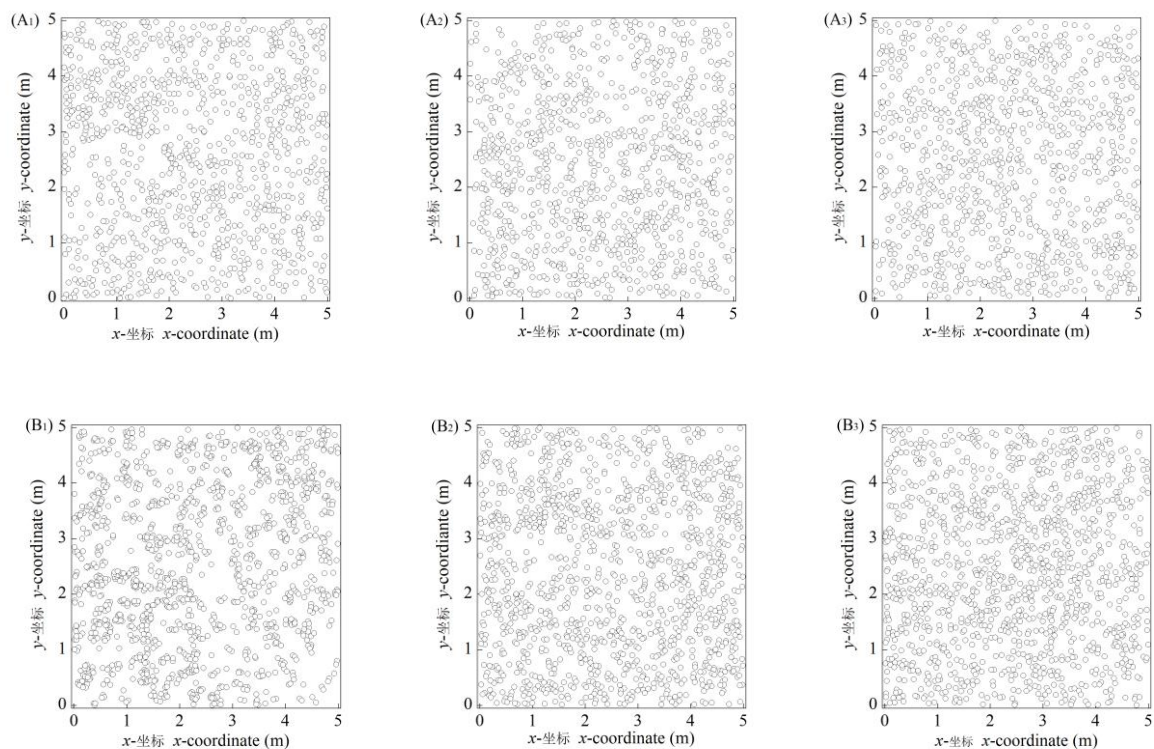 (A1)
5
4
3
2
1
0
y-坐标 y-coordinate (m)
0 1 2 3 4 5
x-坐标 x-coordinate (m)
(A2)
5
4
3
2
1
0
y-坐标 y-coordinate (m)
0 1 2 3 4 5
x-坐标 x-coordinate (m)
(A3)
5
4
3
2
1
0
y-坐标 y-coordinate (m)
0 1 2 3 4 5
x-坐标 x-coordinate (m)
(B1)
5
4
3
2
1
0
y-坐标 y-coordinate (m)
0 1 2 3 4 5
x-坐标 x-coordinate (m)
(B2)
5
4
3
2
1
0
y-坐标 y-coordiante (m)
0 1 2 3 4 5
x-坐标 x-coordinate (m)
(B3)
5
4
3
2
1
0
y-坐标 y-coordinate (m)
0 1 2 3 4 5
x-坐标 x-coordinate (m)